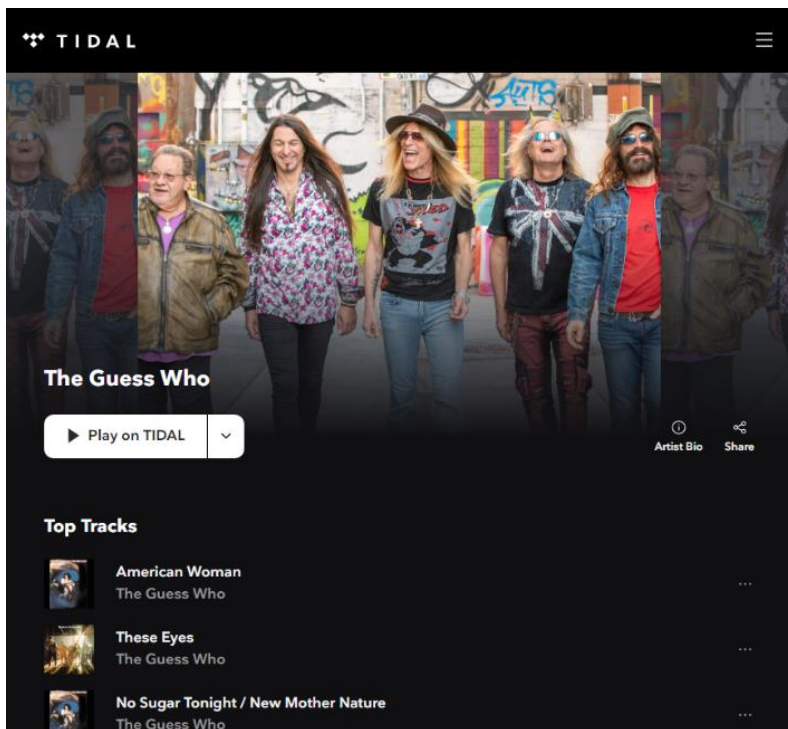 TIDAL
The Guess Who
Play on TIDAL
Artist Bio
Share
Top Tracks
American Woman
The Guess Who
These Eyes
The Guess Who
No Sugar Tonight / New Mother Nature
The Guess Who